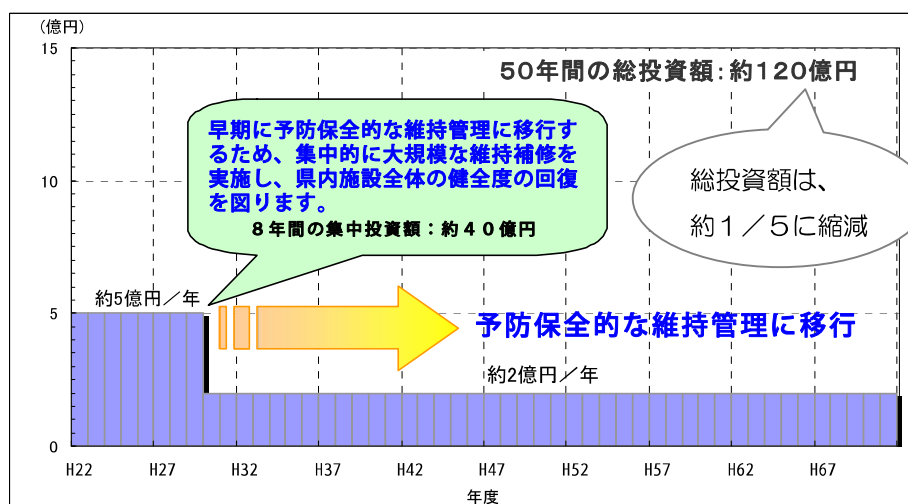 (億円)
15
50年間の総投資額:約120億円
早期に予防保全的な維持管理に移行す
るため、集中的に大規模な維持補修を
実施し、県内施設全体の健全度の回復
を図ります。
8年間の集中投資額:約40億円
総投資額は、
約1/5に縮減
10
約5億円/年
5
予防保全的な維持管理に移行
約2億円/年
0
H22 H27 H32 H37 H42 H47 H52 H57 H62 H67
年度